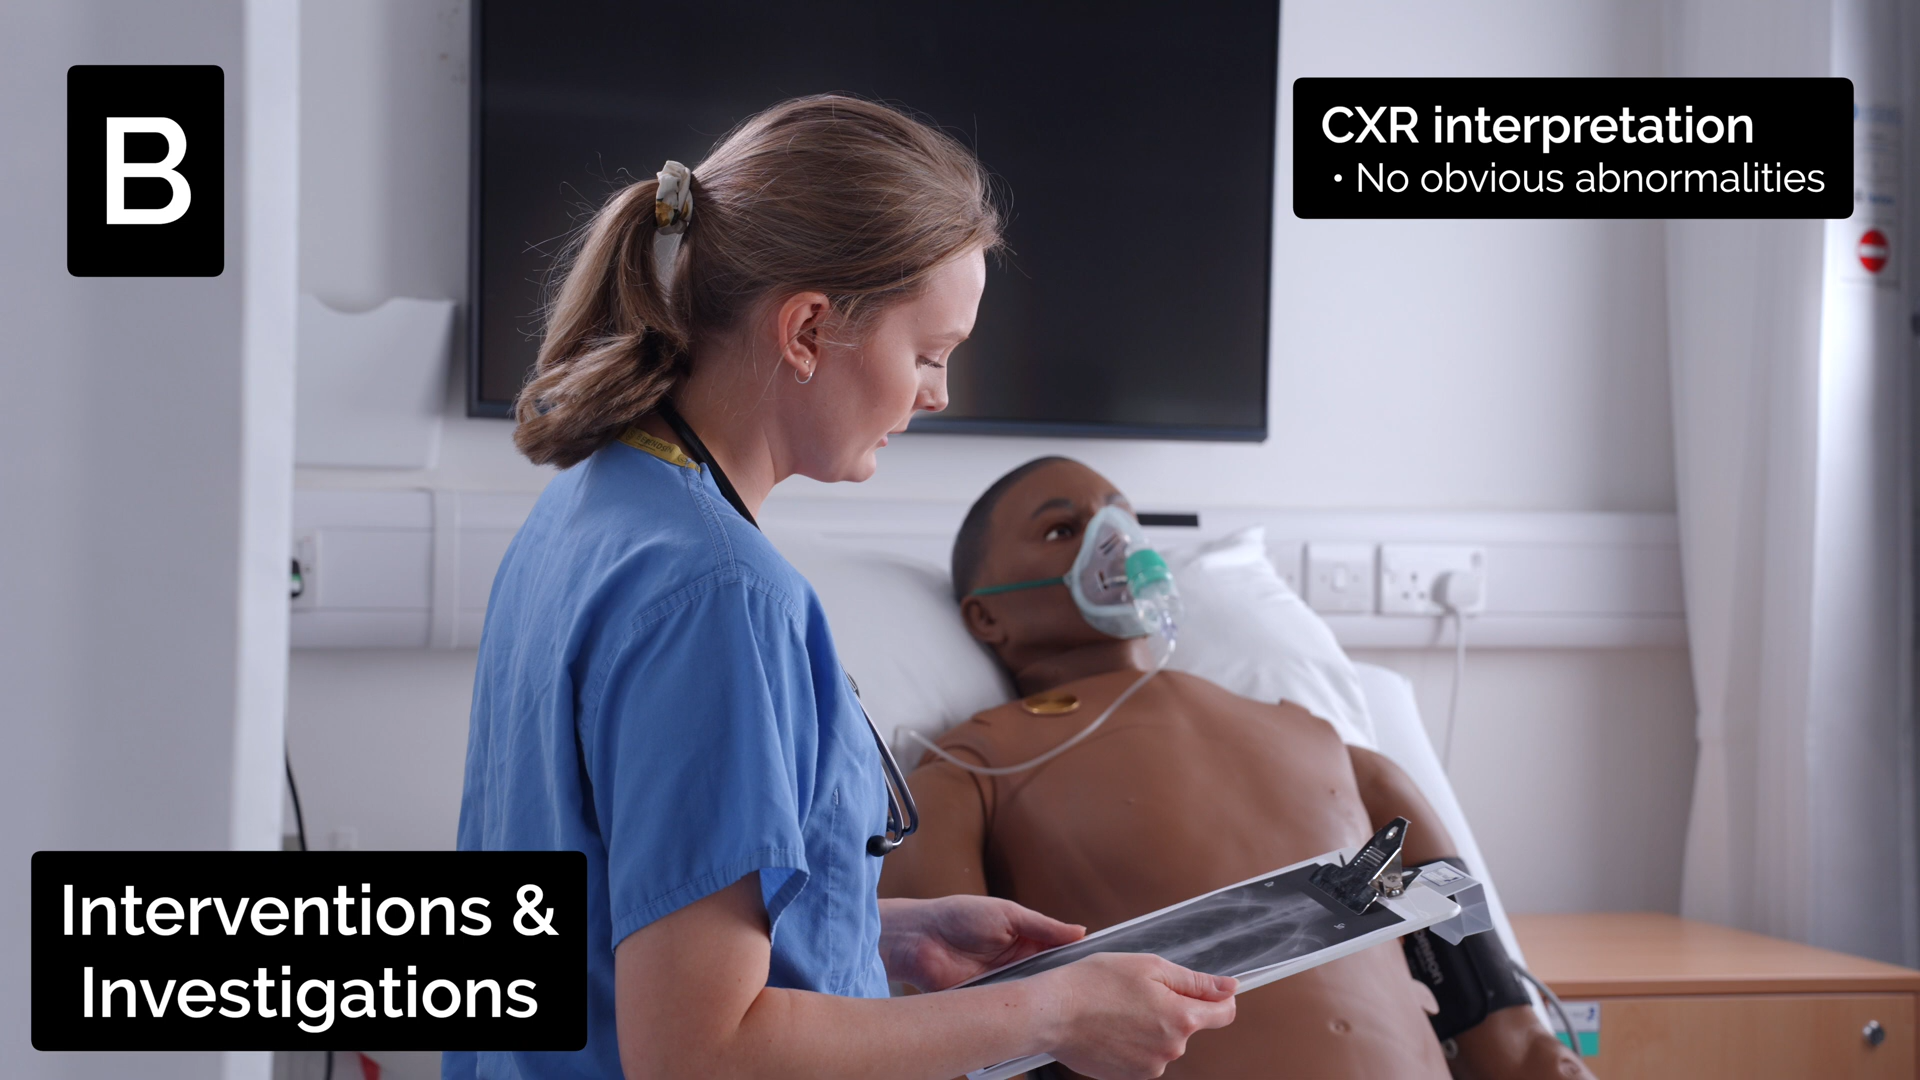 B
CXR interpretation
• No obvious abnormalities
Interventions &
Investigations